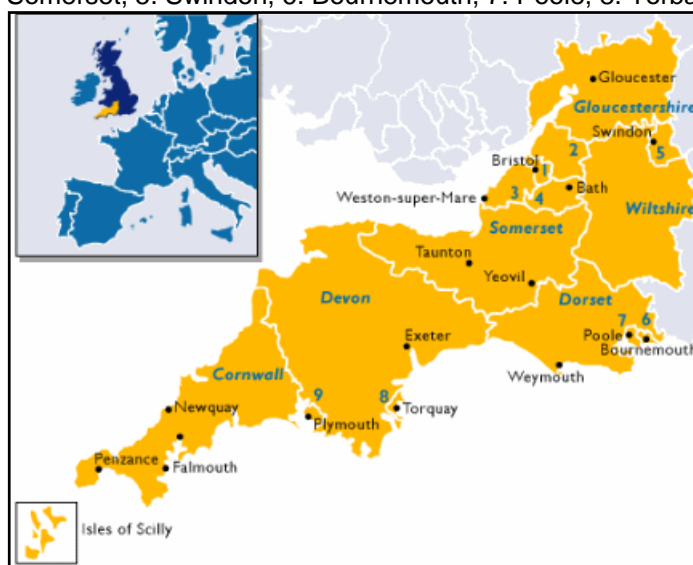 Somerset; 5. Swindon; 6. Bournemouth; 7. Poole; 8. Torba
Gloucester
Gloucestershire
Swindon
5
2
Bristol
1
Bath
Weston-super-Mare
3
4
Wiltshire
Somerset
Taunton
Yeovil
Devon
Dorset
7
6
Poole
Bournemouth
Exeter
Weymouth
Cornwall
9
8
Torquay
Plymouth
Newquay
Penzance
Falmouth
Isles of Scilly